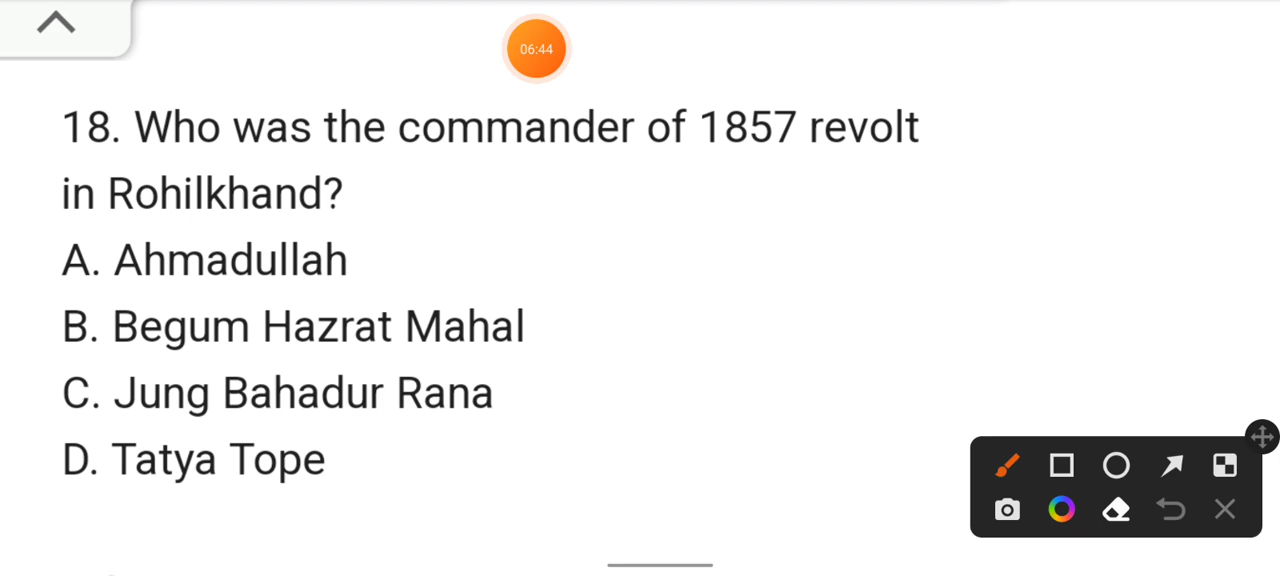 06:44
18. Who was the commander of 1857 revolt
in Rohilkhand?
A. Ahmadullah
B. Begum Hazrat Mahal
C. Jung Bahadur Rana
D. Tatya Tope